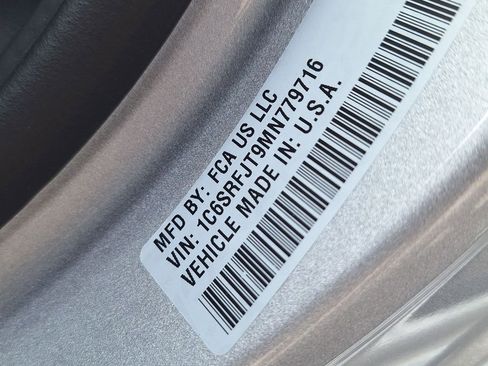 MFD BY: FCA US LLC
VIN: 1C6SRFJT9MN779716
VEHICLE MADE IN: U.S.A.